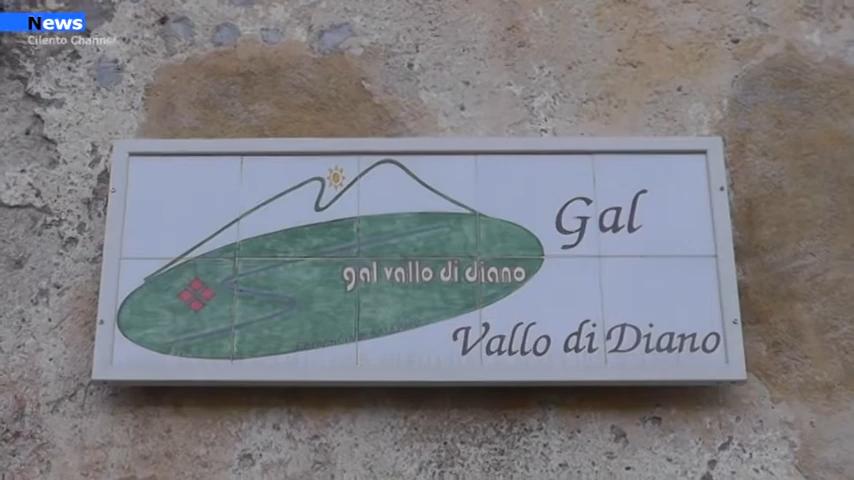 News
Cilento Channel
Gal
gal vallo di diano
Vallo di Diano